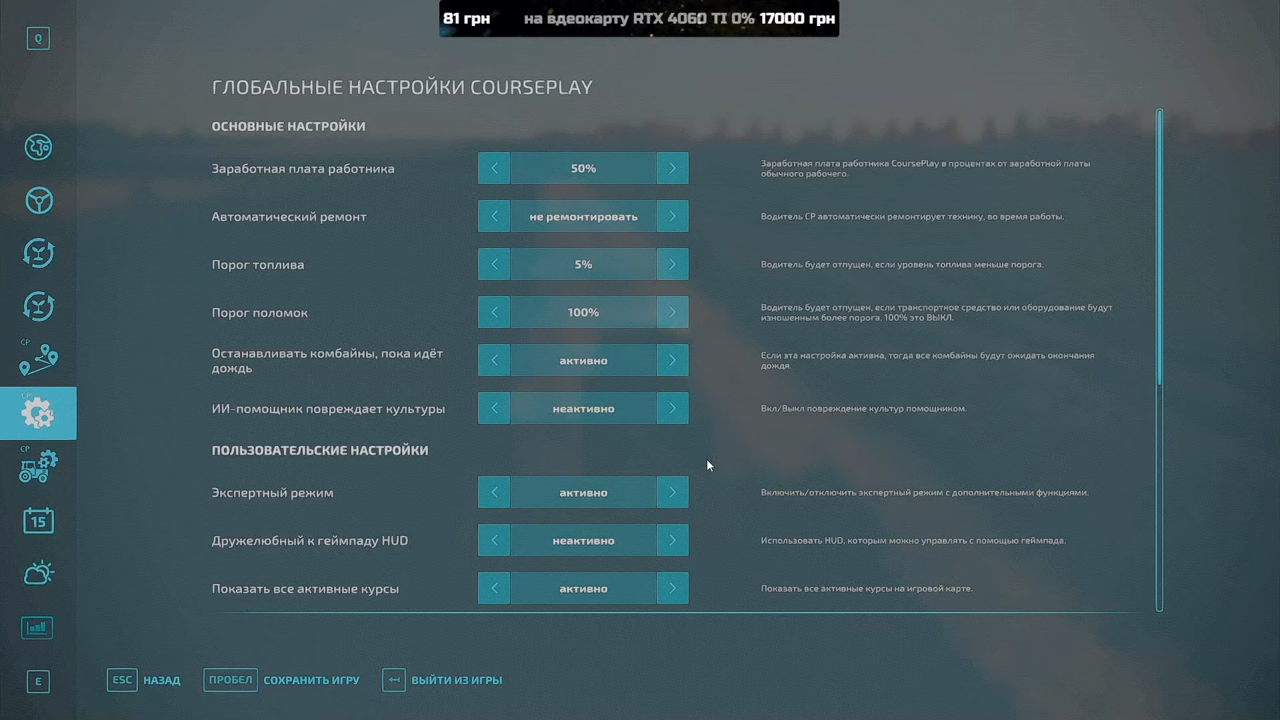 81 грн на вдеокарту RTX 4060 TI 0% 17000 грн
Q
ГЛОБАЛЬНЫЕ НАСТРОЙКИ COURSEPLAY
ОСНОВНЫЕ НАСТРОЙКИ
Заработная плата работника
50%
Заработная плата работника CoursePlay в процентах от заработной платы
обычного рабочего.
Автоматический ремонт
не ремонтировать
Водитель CP автоматически ремонтирует технику, во время работы.
Порог топлива
5%
Водитель будет отпущен, если уровень топлива меньше порога.
Порог поломок
100%
Водитель будет отпущен, если транспортное средство или оборудование будут
изношенным более порога. 100% это ВЫКЛ.
Останавливать комбайны, пока идёт
дождь
активно
Если эта настройка активна, тогда все комбайны будут ожидать окончания
дождя.
ИИ-помощник повреждает культуры
неактивно
Вкл/Выкл повреждение культур помощником.
ПОЛЬЗОВАТЕЛЬСКИЕ НАСТРОЙКИ
Экспертный режим
активно
Включить/отключить экспертный режим с дополнительными функциями.
Дружелюбный к геймпаду HUD
неактивно
Использовать HUD, которым можно управлять с помощью геймпада.
Показать все активные курсы
активно
Показать все активные курсы на игровой карте.
CP
CP
CP
15
E
ESC НАЗАД ПРОБЕЛ СОХРАНИТЬ ИГРУ ВЫЙТИ ИЗ ИГРЫ